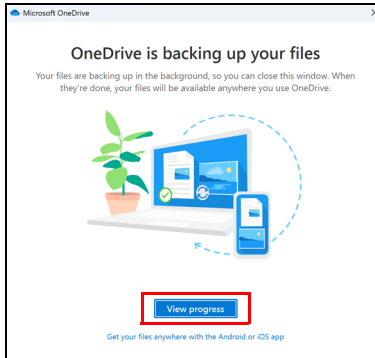 Microsoft OneDrive
OneDrive is backing up your files
Your files are backing up in the background, so you can close this window. When
they're done, your files will be available anywhere you use OneDrive.
View progress
Get your files anywhere with the Android or iOS app